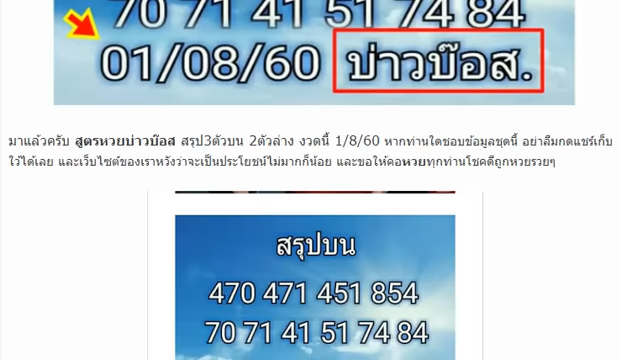 70 71 41 51 74 84
01/08/60 บ่าวบ๊อส.
มาแล้วครับ สูตรหวยบ่าวบ๊อส สรุป3ตัวบน 2ตัวล่าง งวดนี้ 1/8/60 หากท่านใดชอบข้อมูลชุดนี้ อย่าลืมกดแชร์เก็บ
ไว้ได้เลย และเว็บไซต์ของเราหวังว่าจะเป็นประโยชน์ไม่มากก็น้อย และขอให้คอหวยทุกท่านโชคดีถูกหวยรวยๆ
สรุปบน
470 471 451 854
70 71 41 51 74 84